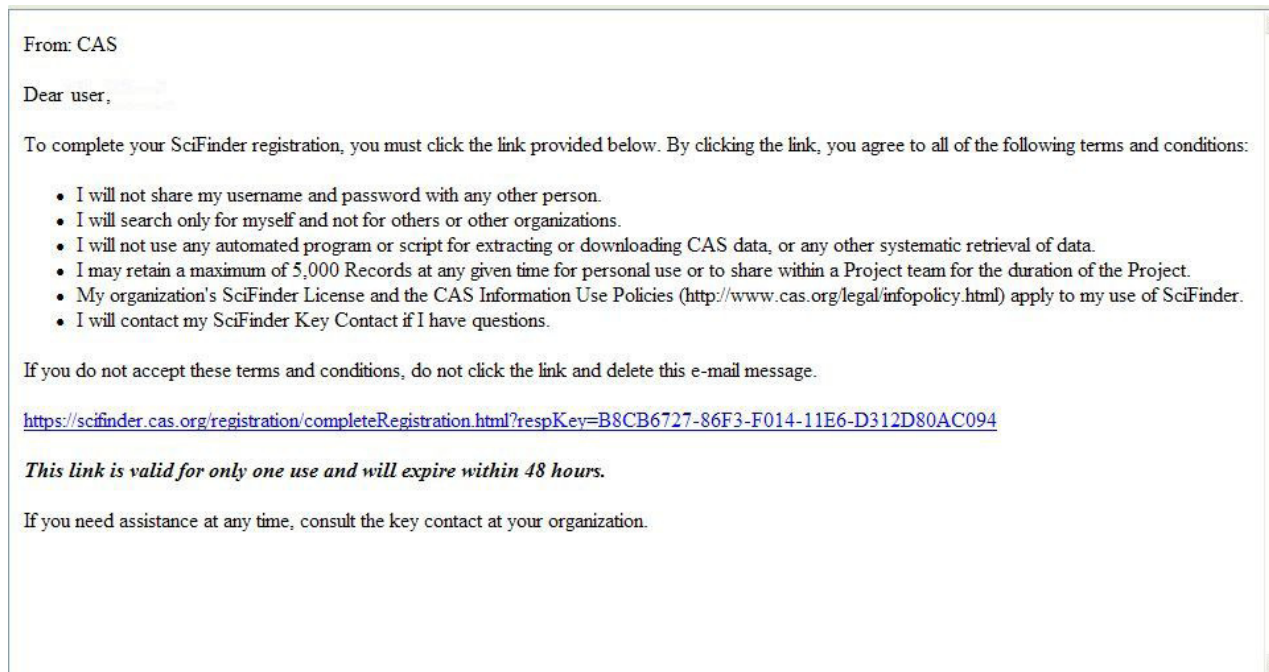 From: CAS
Dear user,
To complete your SciFinder registration, you must click the link provided below. By clicking the link, you agree to all of the following terms and conditions:
• I will not share my username and password with any other person.
• I will search only for myself and not for others or other organizations.
• I will not use any automated program or script for extracting or downloading CAS data, or any other systematic retrieval of data.
• I may retain a maximum of 5,000 Records at any given time for personal use or to share within a Project team for the duration of the Project.
• My organization's SciFinder License and the CAS Information Use Policies (http://www.cas.org/legal/infopolicy.html) apply to my use of SciFinder.
• I will contact my SciFinder Key Contact if I have questions.
If you do not accept these terms and conditions, do not click the link and delete this e-mail message.
https://scifinder.cas.org/registration/completeRegistration.html?respKey=B8CB6727-86F3-F014-11E6-D312D80AC094
This link is valid for only one use and will expire within 48 hours.
If you need assistance at any time, consult the key contact at your organization.